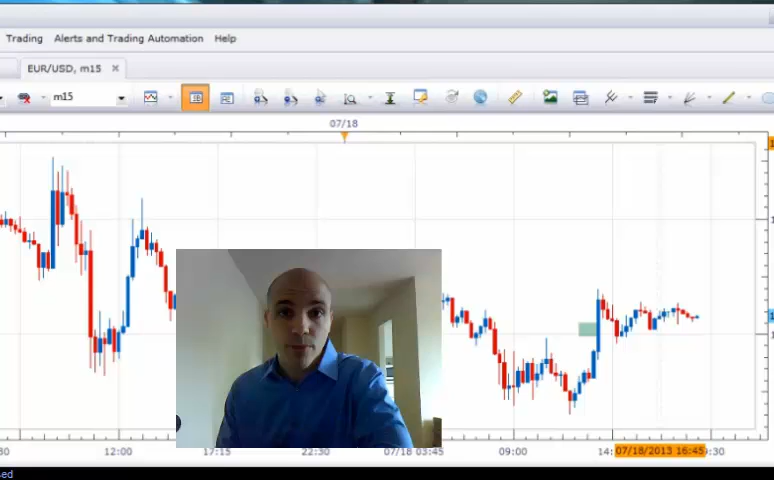 Trading Alerts and Trading Automation Help
EUR/USD, m15
m15
07/18
12:00 17:15 22:30 07/18 03:45 09:00 07/18/2013 16:45